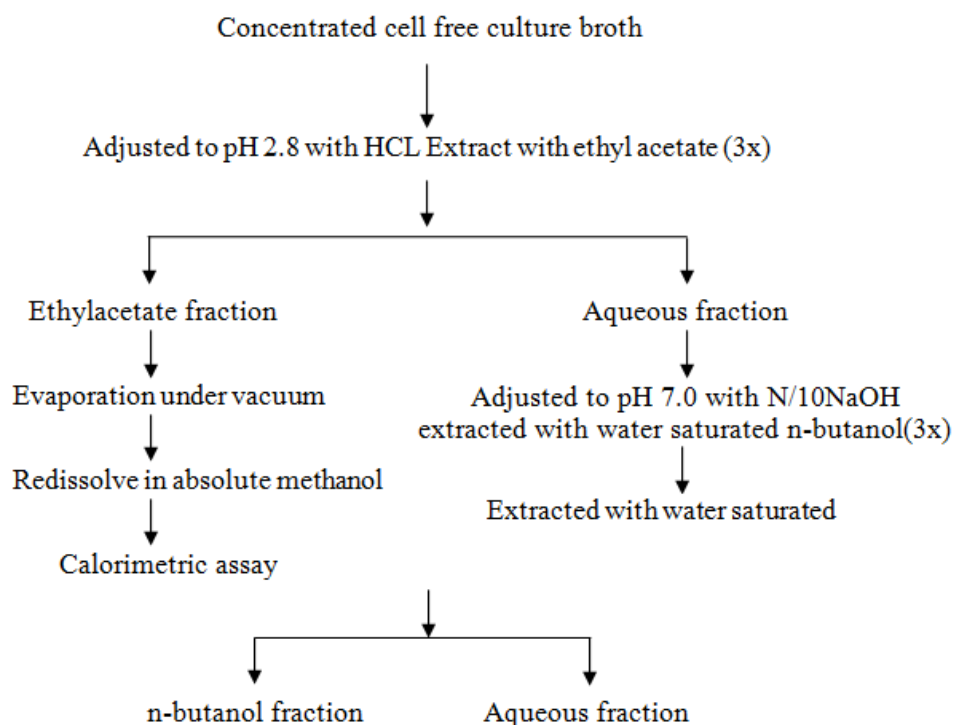 Concentrated cell free culture broth
Adjusted to pH 2.8 with HCL Extract with ethyl acetate (3x)
Ethylacetate fraction
Evaporation under vacuum
Redissolve in absolute methanol
Calorimetric assay
Aqueous fraction
Adjusted to pH 7.0 with N/10NaOH
extracted with water saturated n-butanol(3x)
Extracted with water saturated
n-butanol fraction
Aqueous fraction